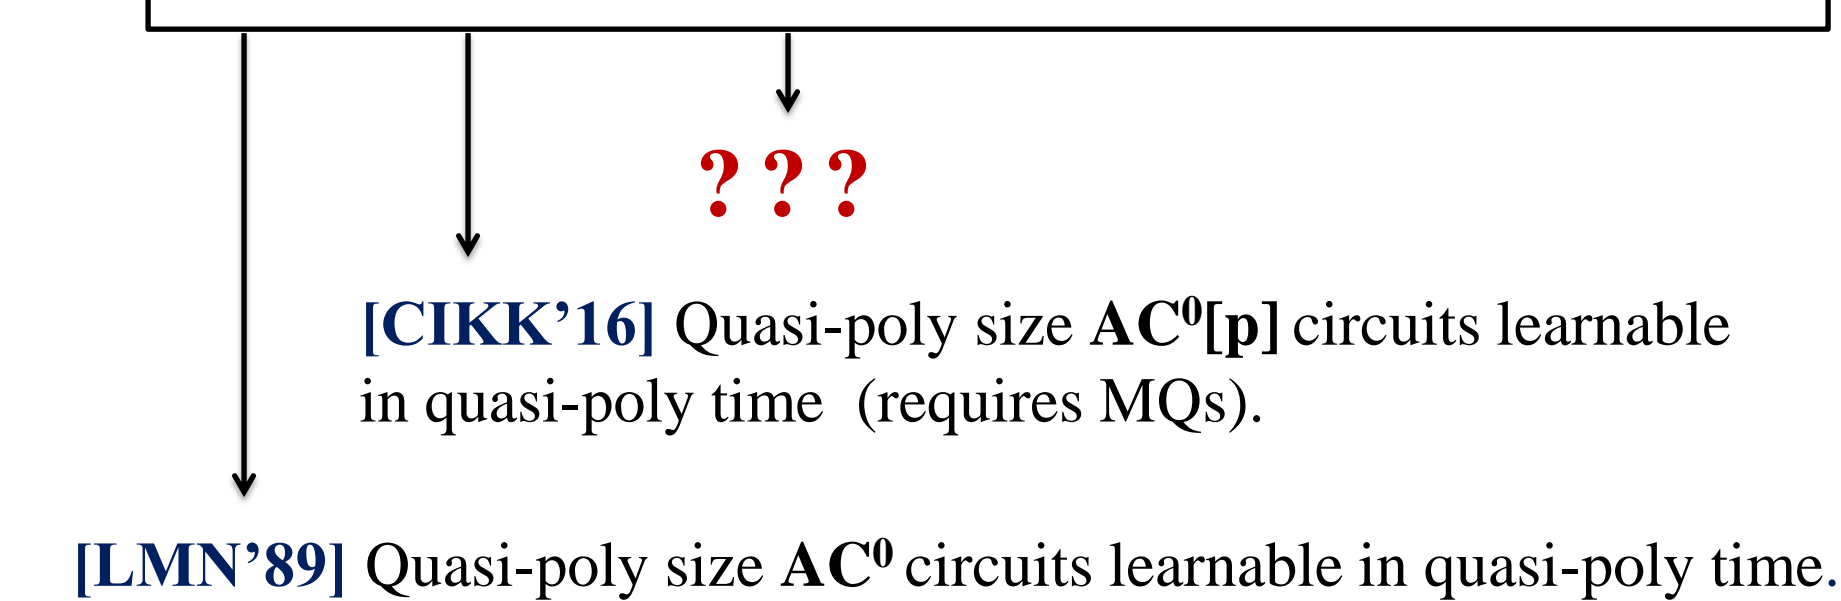 ? ? ?
[CIKK’16] Quasi-poly size AC⁰[p] circuits learnable
in quasi-poly time (requires MQs).
[LMN’89] Quasi-poly size AC⁰ circuits learnable in quasi-poly time.